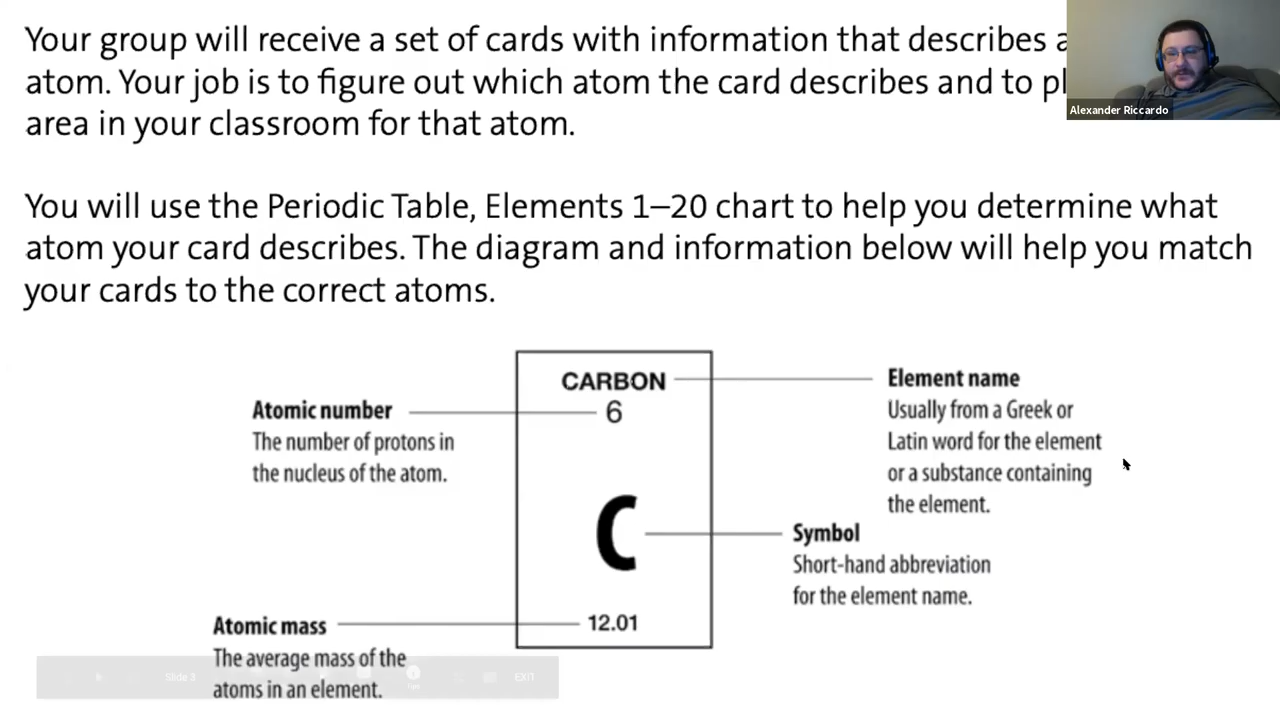 Your group will receive a set of cards with information that describes
atom. Your job is to figure out which atom the card describes and to
area in your classroom for that atom.
Alexander Riccardo
You will use the Periodic Table, Elements 1–20 chart to help you determine what
atom your card describes. The diagram and information below will help you match
your cards to the correct atoms.
CARBON
6
C
12.01
Atomic number
The number of protons in
the nucleus of the atom.
Element name
Usually from a Greek or
Latin word for the element
or a substance containing
the element.
Symbol
Short-hand abbreviation
for the element name.
Atomic mass
The average mass of the
atoms in an element.
Slide 3
EXIT